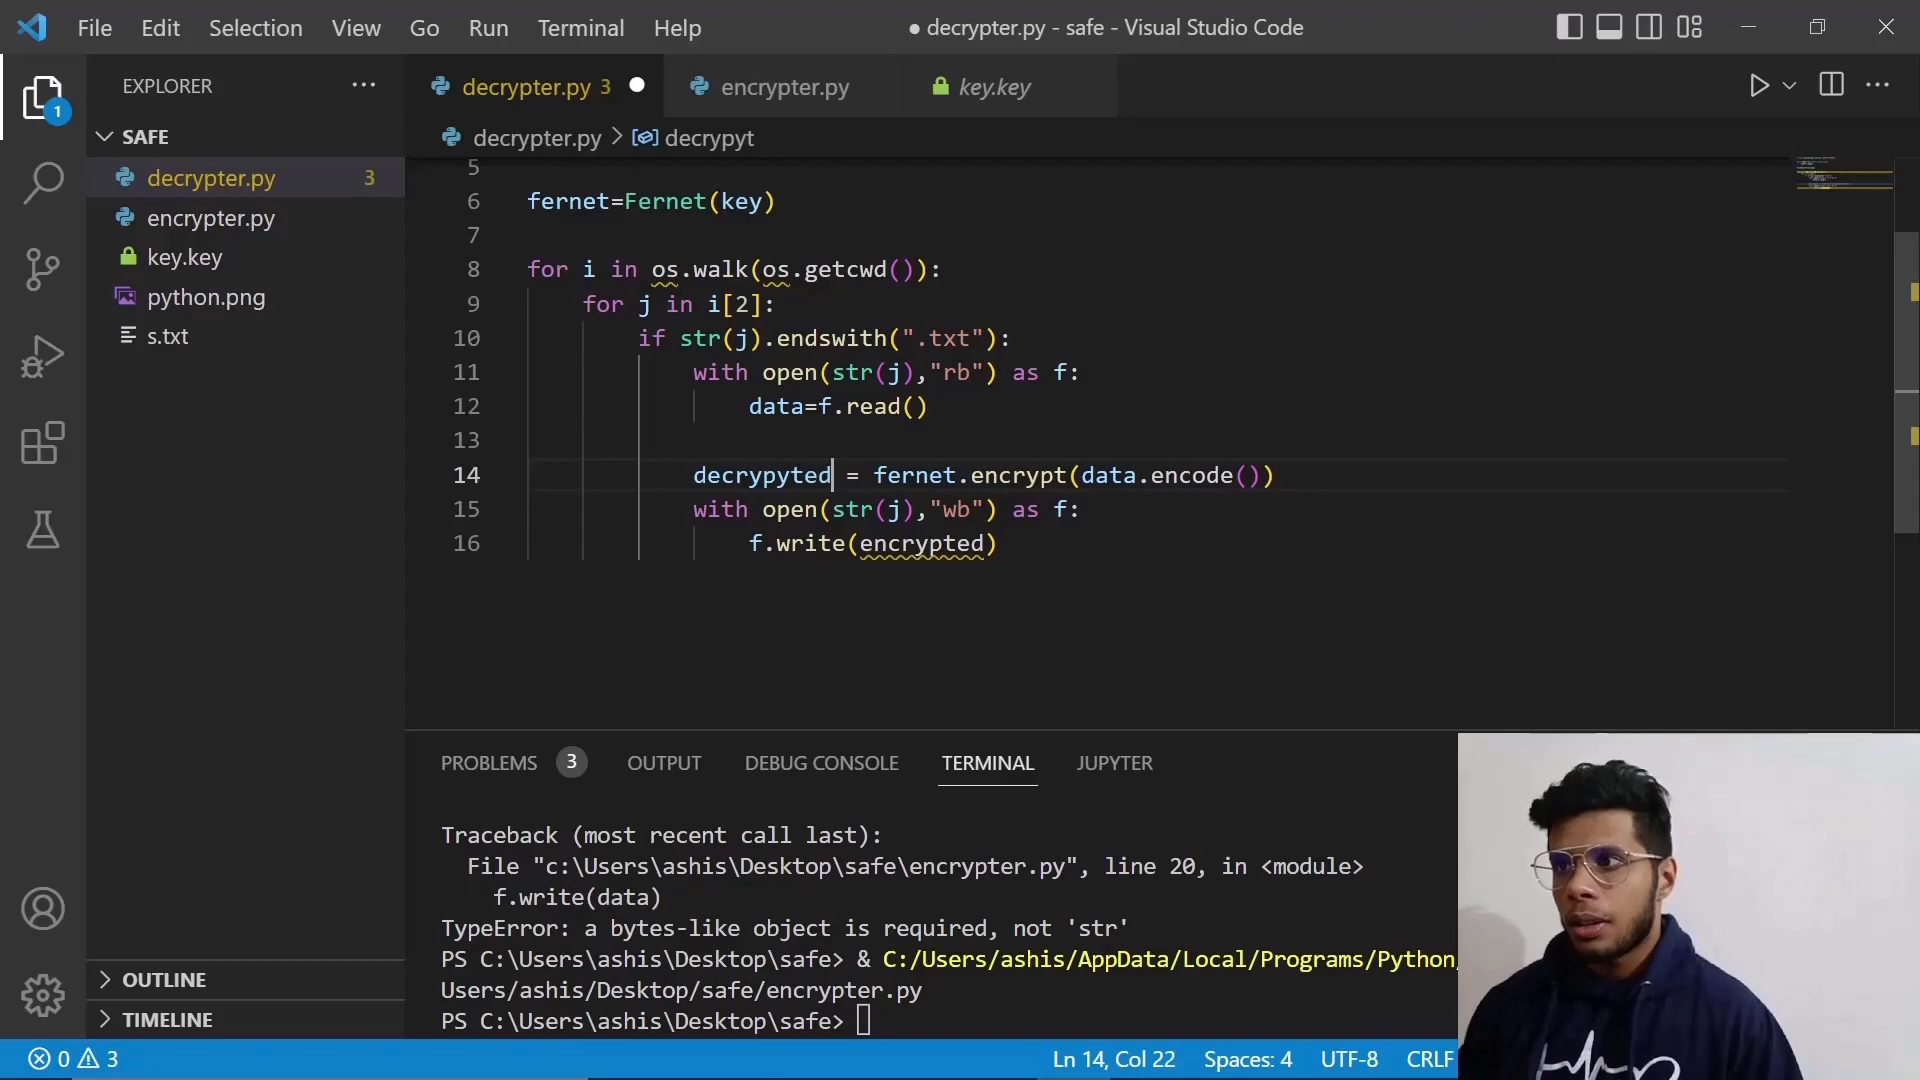 File Edit Selection View Go Run Terminal Help
● decrypter.py - safe - Visual Studio Code
EXPLORER ...
decrypter.py 3
encrypter.py
key.key
decrypter.py > decrypyt
1
SAFE
decrypter.py 3
encrypter.py
key.key
python.png
s.txt
OUTLINE
TIMELINE
5
6 fernet=Fernet(key)
7
8 for i in os.walk(os.getcwd()):
9 for j in i[2]:
10 if str(j).endswith(".txt"):
11 with open(str(j),"rb") as f:
12 data=f.read()
13
14 decrypyted = fernet.encrypt(data.encode())
15 with open(str(j),"wb") as f:
16 f.write(encrypted)
PROBLEMS 3 OUTPUT DEBUG CONSOLE TERMINAL JUPYTER
Traceback (most recent call last):
File "c:\Users\ashis\Desktop\safe\encrypter.py", line 20, in <module>
f.write(data)
TypeError: a bytes-like object is required, not 'str'
PS C:\Users\ashis\Desktop\safe> & C:/Users/ashis/AppData/Local/Programs/Python/
Users/ashis/Desktop/safe/encrypter.py
PS C:\Users\ashis\Desktop\safe>
0 3
Ln 14, Col 22 Spaces: 4 UTF-8 CRLF